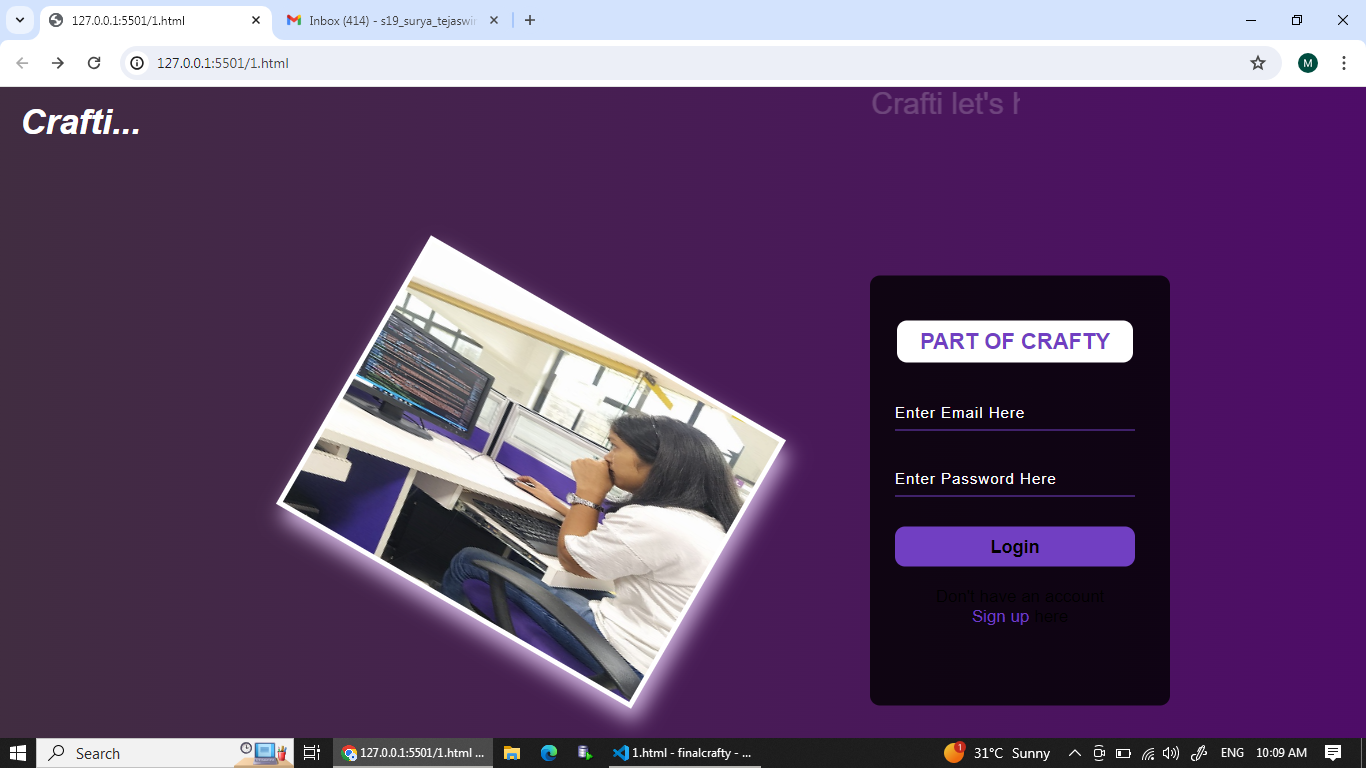 127.0.0.1:5501/1.html
Inbox (414) - s19_surya_tejaswi
127.0.0.1:5501/1.html
M
Crafti let's
Crafti...
PART OF CRAFTY
Enter Email Here
Enter Password Here
Login
Don't have an account
Sign up here
Search
127.0.0.1:5501/1.html ...
1.html - finalcrafty - ...
1
31°C Sunny
ENG
10:09 AM